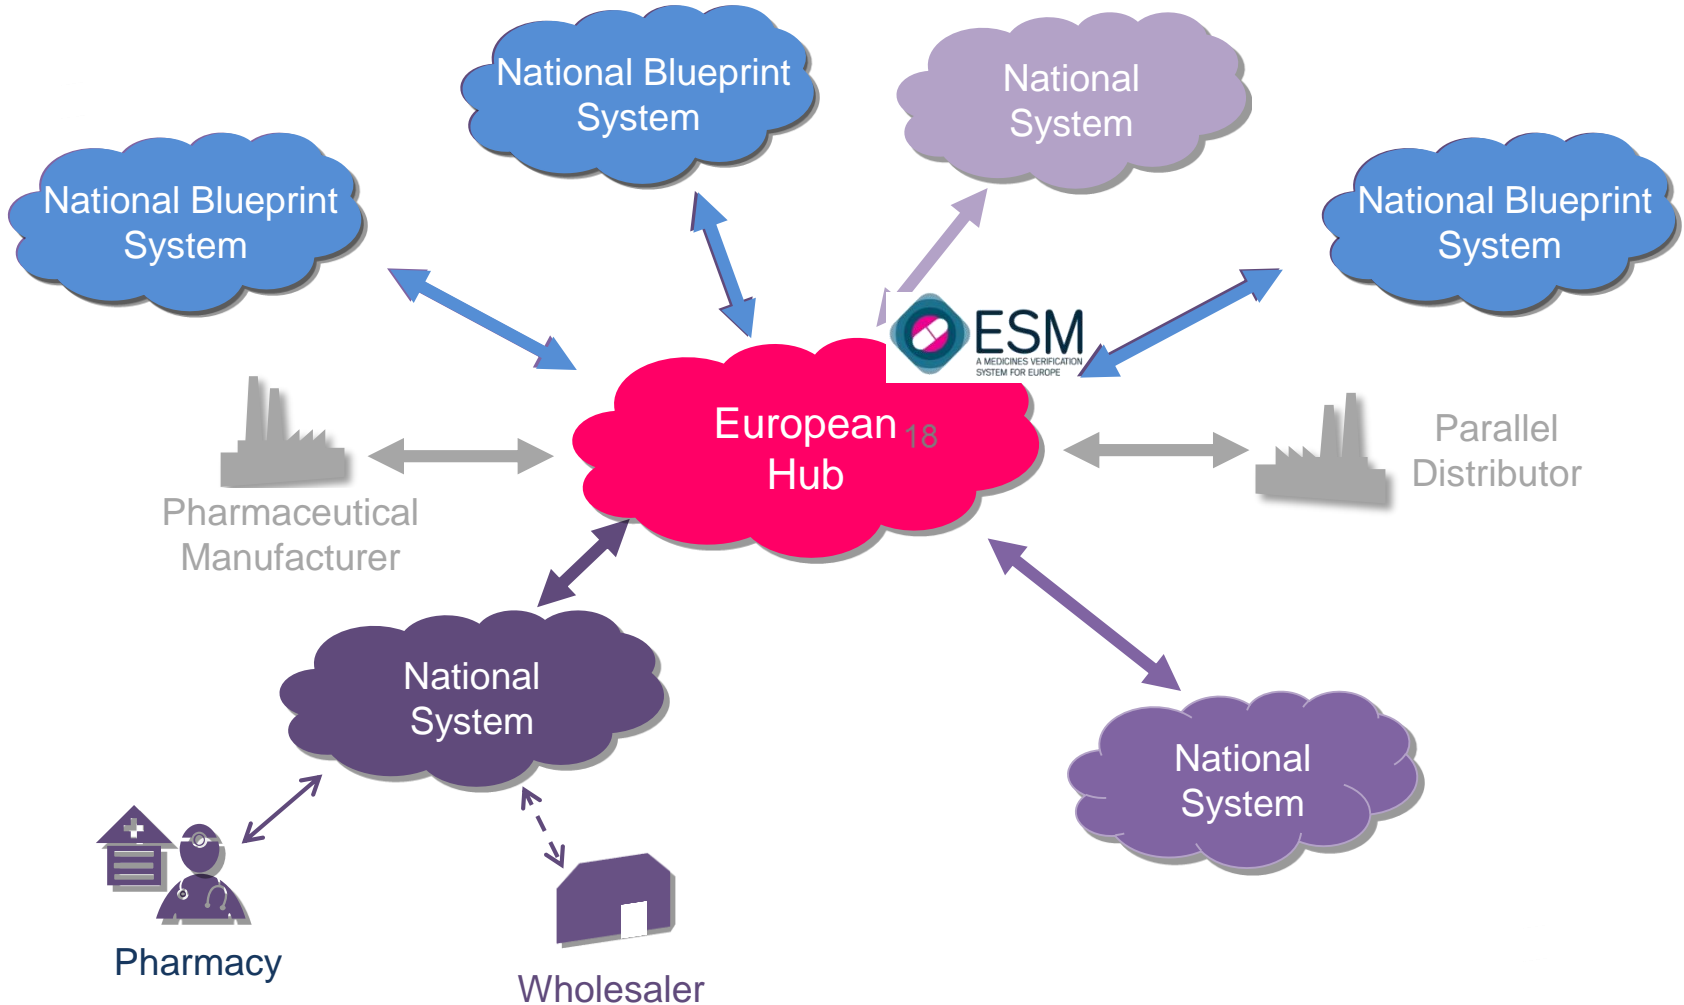 National Blueprint
System
National
System
National Blueprint
System
National Blueprint
System
ESM
A MEDICINES VERIFICATION
SYSTEM FOR EUROPE
European
Hub
18
Parallel
Distributor
Pharmaceutical
Manufacturer
National
System
National
System
Pharmacy
Wholesaler